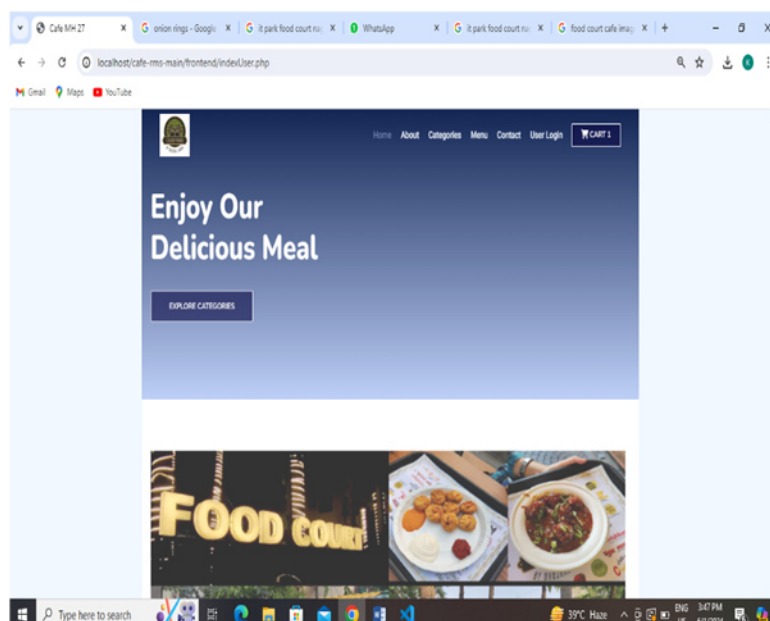 Cafe MH 27
onion rings - Google
it park food court na
WhatsApp
it park food court na
food court cafe imag
localhost/cafe-rms-main/frontend/indexUser.php
Gmail Maps YouTube
Home About Categories Menu Contact User Login CART 1
Enjoy Our
Delicious Meal
EXPLORE CATEGORIES
FOOD COURT
Type here to search
39°C Haze
ENG
3:47 PM